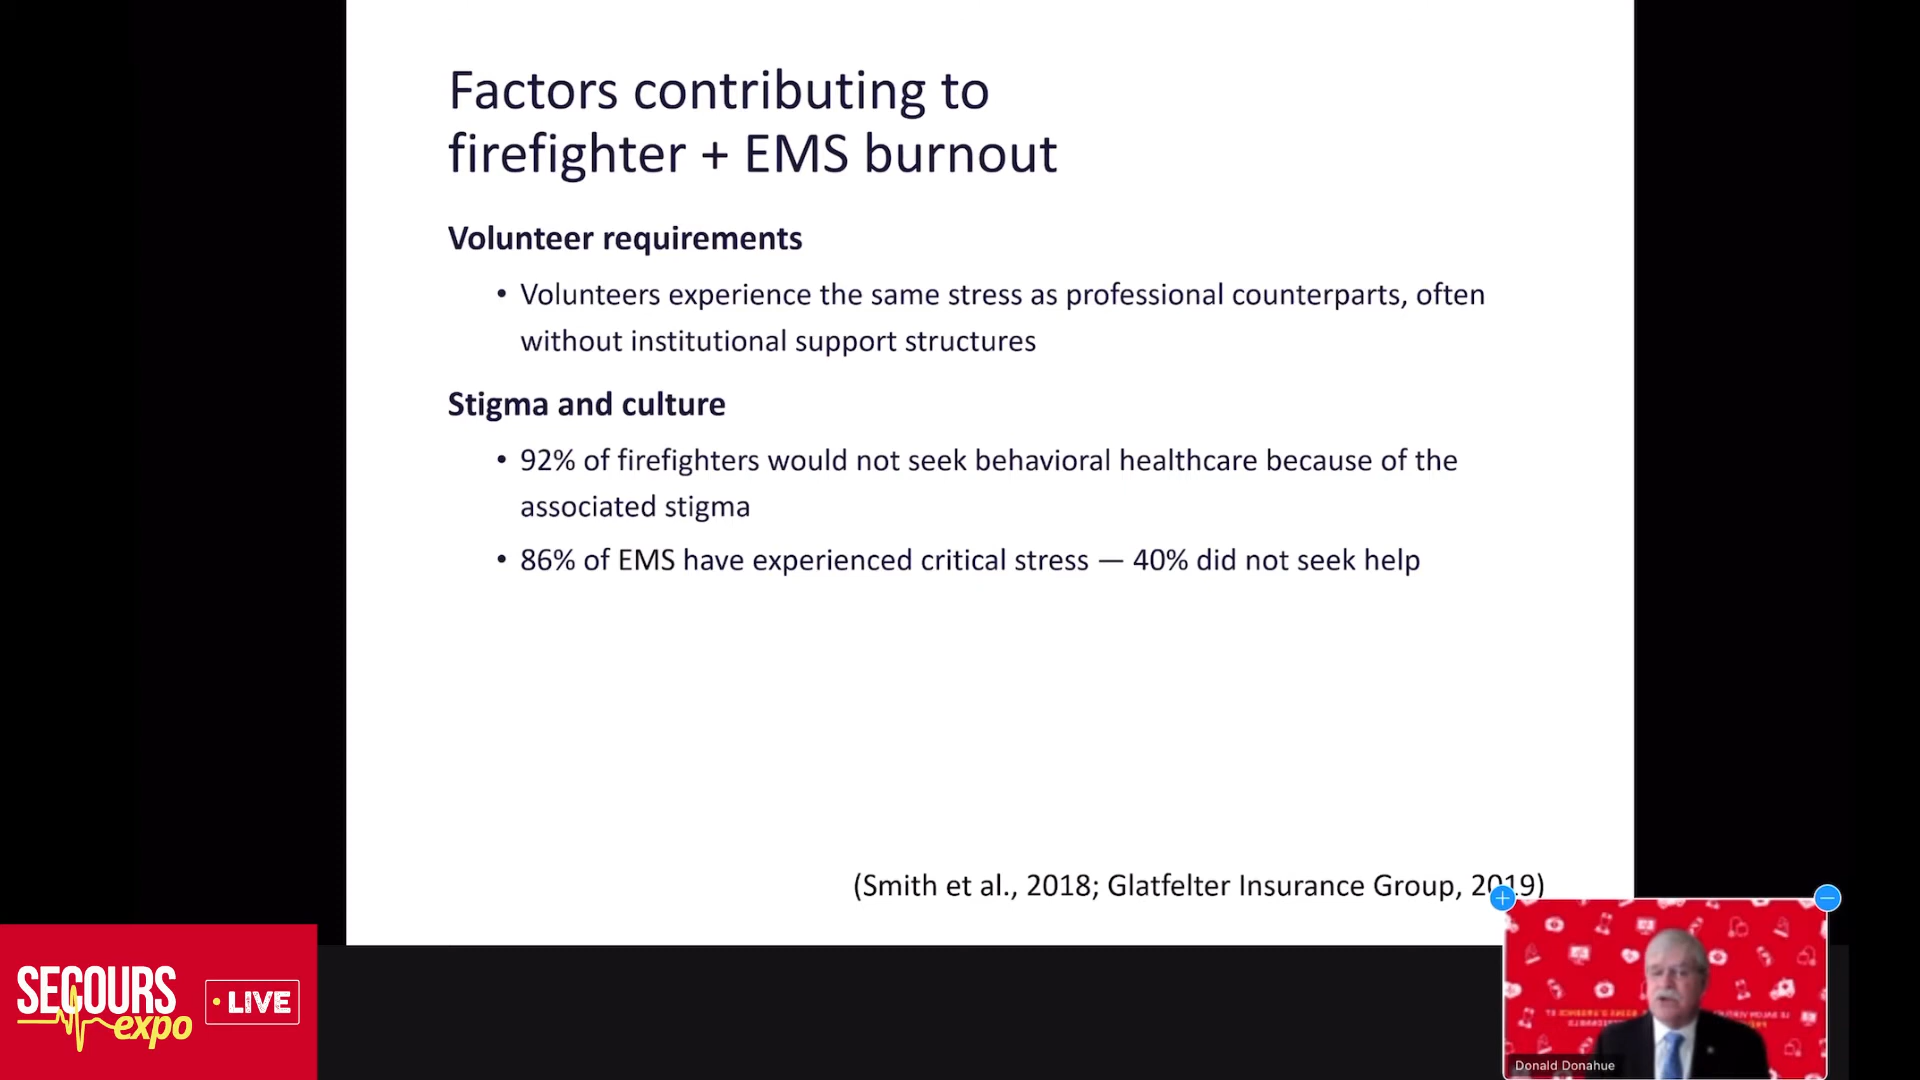 Factors contributing to
firefighter + EMS burnout
Volunteer requirements
• Volunteers experience the same stress as professional counterparts, often
without institutional support structures
Stigma and culture
• 92% of firefighters would not seek behavioral healthcare because of the
associated stigma
• 86% of EMS have experienced critical stress — 40% did not seek help
(Smith et al., 2018; Glatfelter Insurance Group, 2019)
SECOURS
expo
• LIVE
Donald Donahue